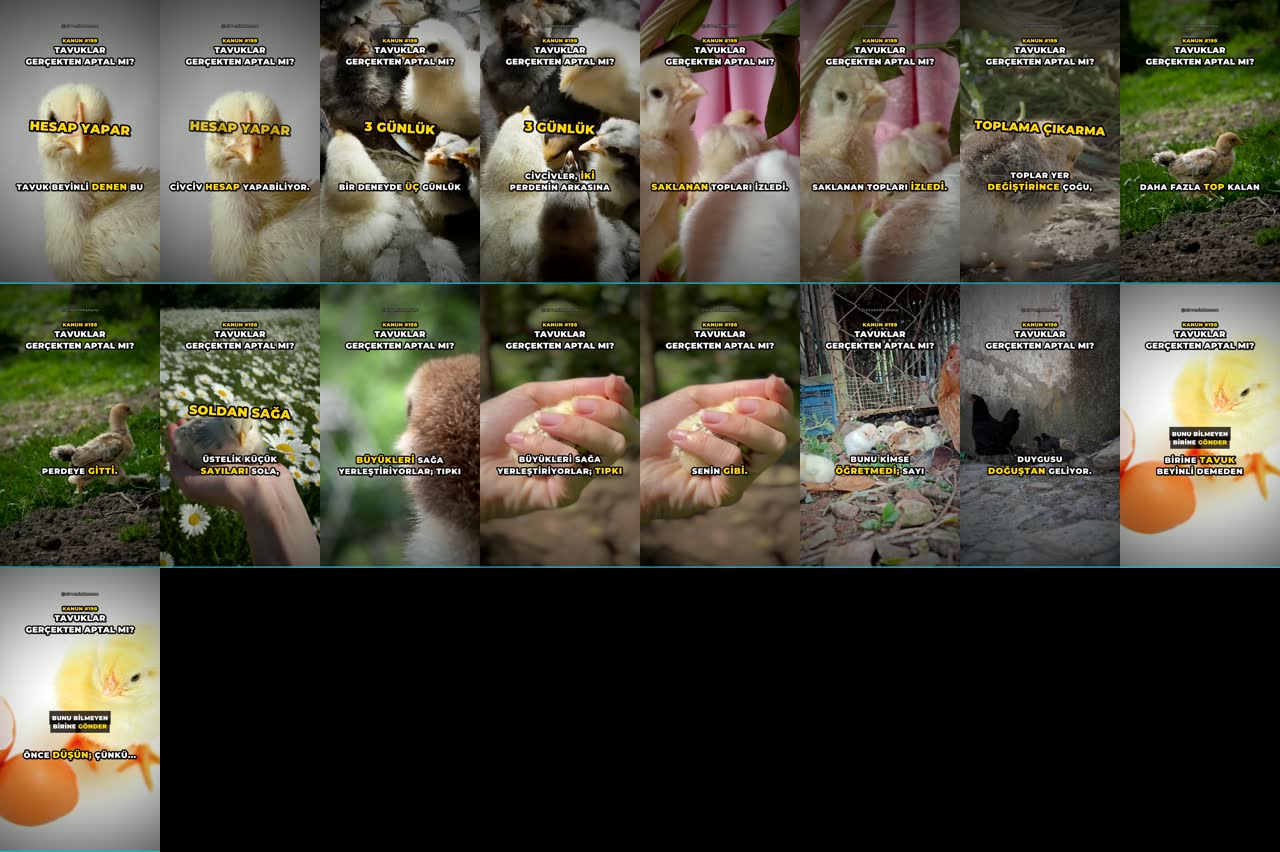 KANUN #198
TAVUKLAR
GERÇEKTEN APTAL MI?
HESAP YAPAR
TAVUK BEYİNLİ DENEN BU
KANUN #198
TAVUKLAR
GERÇEKTEN APTAL MI?
HESAP YAPAR
CİVCİV HESAP YAPABİLİYOR.
KANUN #198
TAVUKLAR
GERÇEKTEN APTAL MI?
3 GÜNLÜK
BİR DENEYDE ÜÇ GÜNLÜK
KANUN #198
TAVUKLAR
GERÇEKTEN APTAL MI?
3 GÜNLÜK
CİVCİVLER, İKİ
PERDENİN ARKASINA
KANUN #198
TAVUKLAR
GERÇEKTEN APTAL MI?
SAKLANAN TOPLARI İZLEDİ.
KANUN #198
TAVUKLAR
GERÇEKTEN APTAL MI?
SAKLANAN TOPLARI İZLEDİ.
KANUN #198
TAVUKLAR
GERÇEKTEN APTAL MI?
TOPLAMA ÇIKARMA
TOPLAR YER
DEĞİŞTİRİNCE ÇOĞU,
KANUN #198
TAVUKLAR
GERÇEKTEN APTAL MI?
DAHA FAZLA TOP KALAN
KANUN #198
TAVUKLAR
GERÇEKTEN APTAL MI?
PERDEYE GİTTİ.
KANUN #198
TAVUKLAR
GERÇEKTEN APTAL MI?
SOLDAN SAĞA
ÜSTELİK KÜÇÜK
SAYILARI SOLA,
KANUN #198
TAVUKLAR
GERÇEKTEN APTAL MI?
BÜYÜKLERİ SAĞA
YERLEŞTİRİYORLAR; TIPKI
KANUN #198
TAVUKLAR
GERÇEKTEN APTAL MI?
BÜYÜKLERİ SAĞA
YERLEŞTİRİYORLAR; TIPKI
KANUN #198
TAVUKLAR
GERÇEKTEN APTAL MI?
SENİN GİBİ.
KANUN #198
TAVUKLAR
GERÇEKTEN APTAL MI?
BUNU KİMSE
ÖĞRETMEDİ; SAYI
KANUN #198
TAVUKLAR
GERÇEKTEN APTAL MI?
DUYGUSU
DOĞUŞTAN GELİYOR.
KANUN #198
TAVUKLAR
GERÇEKTEN APTAL MI?
BUNU BİLMEYEN
BİRİNE GÖNDER
BİRİNE TAVUK
BEYİNLİ DEMEDEN
KANUN #198
TAVUKLAR
GERÇEKTEN APTAL MI?
BUNU BİLMEYEN
BİRİNE GÖNDER
ÖNCE DÜŞÜN; ÇÜNKÜ...